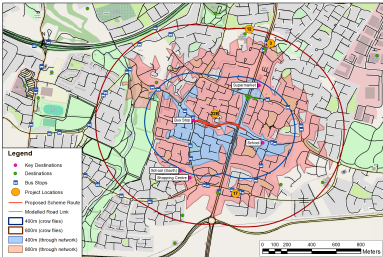 Supermarket
Bus Stop
School
School (Youth)
Shopping Centre
Legend
Key Destinations
Destinations
Bus Stops
Project Locations
Proposed Scheme Route
Modelled Road Link
400m (crow flies)
800m (crow flies)
400m (through network)
800m (through network)
0 100 200 400 600 800
Meters